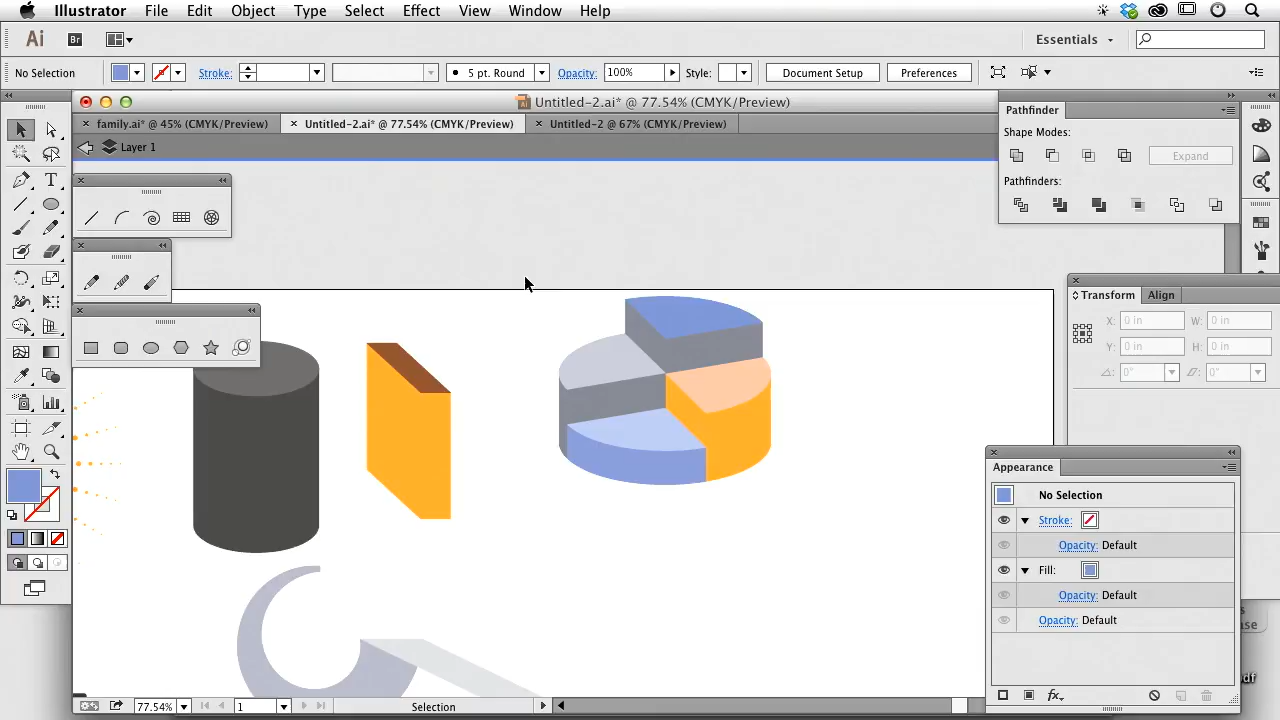 Illustrator File Edit Object Type Select Effect View Window Help
Ai Br Essentials
No Selection Stroke: 5 pt. Round Opacity: 100% Style: Document Setup Preferences
Untitled-2.ai* @ 77.54% (CMYK/Preview)
family.ai* @ 45% (CMYK/Preview) Untitled-2.ai* @ 77.54% (CMYK/Preview) Untitled-2 @ 67% (CMYK/Preview)
Layer 1
Pathfinder
Shape Modes:
Expand
Pathfinders:
Transform Align
X: 0 in W: 0 in
Y: 0 in H: 0 in
0° 0°
Appearance
No Selection
Stroke:
Opacity: Default
Fill:
Opacity: Default
Opacity: Default
fx
ase
pdf
77.54% 1 Selection